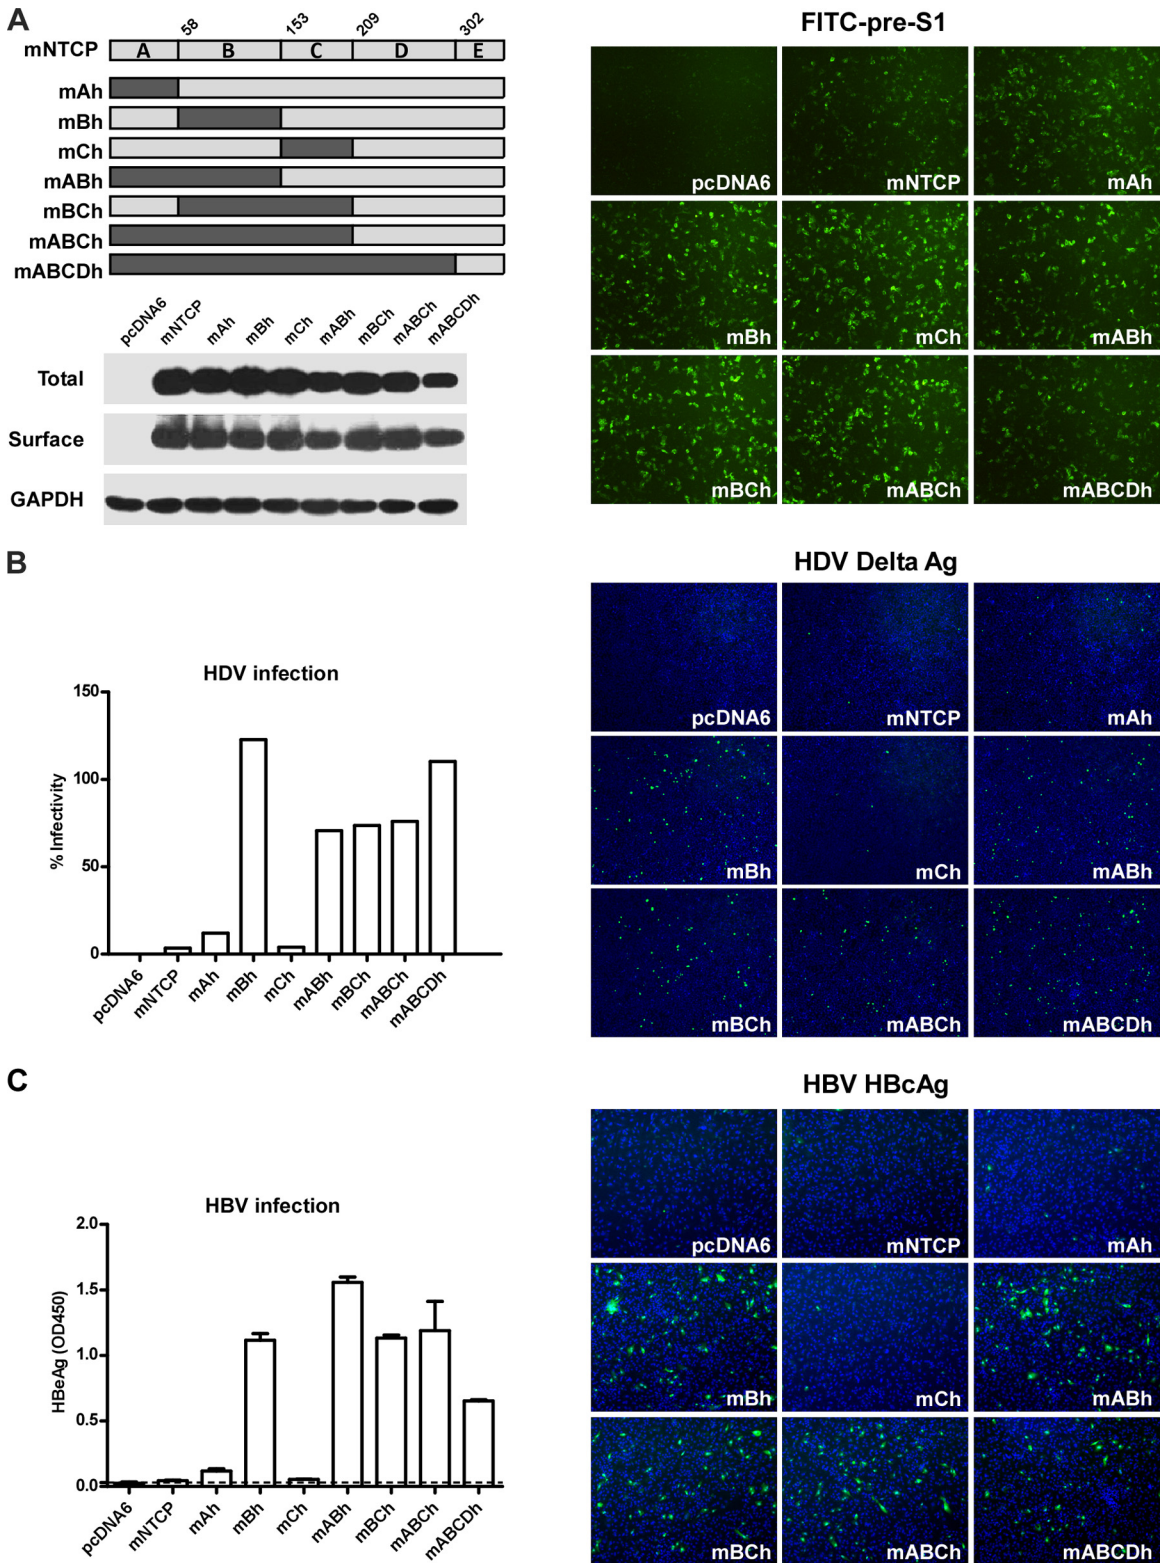 A
58 153 209 302
mNTCP A B C D E
mAh
mBh
mCh
mABh
mBCh
mABCh
mABCDh
pcDNA6 mNTCP mAh mBh mCh mABh mBCh mABCh mABCDh
Total
Surface
GAPDH
FITC-pre-S1
pcDNA6 mNTCP mAh
mBh mCh mABh
mBCh mABCh mABCDh
B
HDV infection
% Infectivity
150
100
50
0
pcDNA6 mNTCP mAh mBh mCh mABh mBCh mABCh mABCDh
HDV Delta Ag
pcDNA6 mNTCP mAh
mBh mCh mABh
mBCh mABCh mABCDh
C
HBV infection
HBeAg (OD450)
2.0
1.5
1.0
0.5
0.0
pcDNA6 mNTCP mAh mBh mCh mABh mBCh mABCh mABCDh
HBV HBcAg
pcDNA6 mNTCP mAh
mBh mCh mABh
mBCh mABCh mABCDh